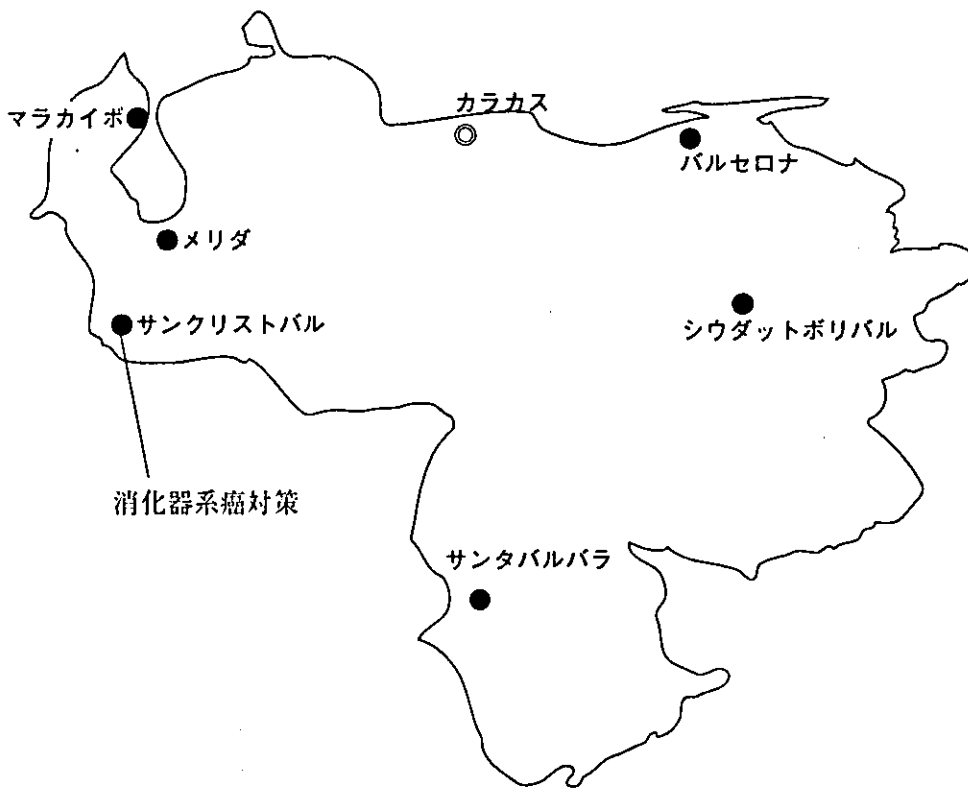 カラカス
マラカイボ
バルセロナ
メリダ
サンクリストバル
シウダットボリバル
消化器系癌対策
サンタバルバラ